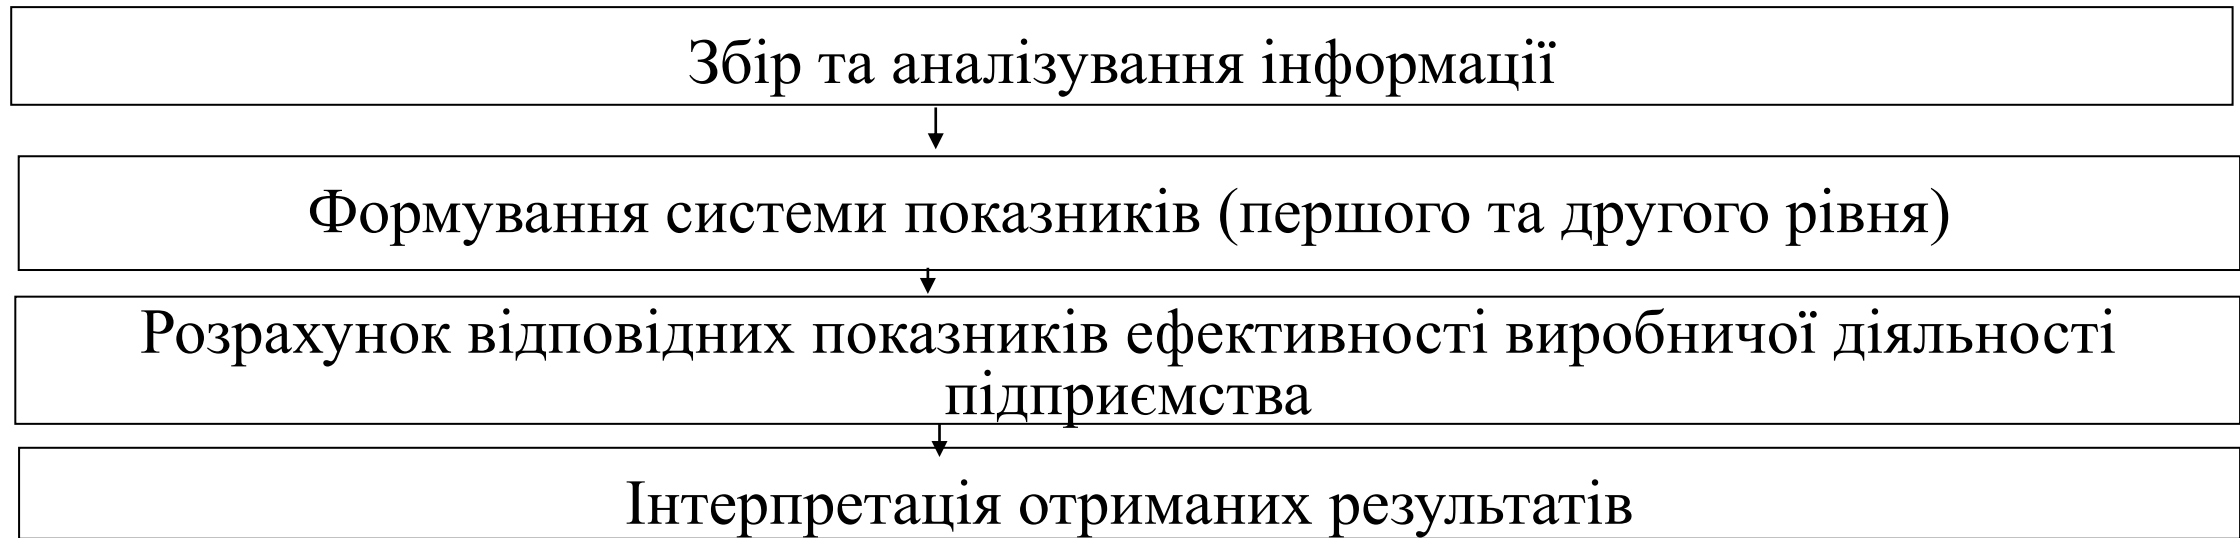 Збір та аналізування інформації
Формування системи показників (першого та другого рівня)
Розрахунок відповідних показників ефективності виробничої діяльності
підприємства
Інтерпретація отриманих результатів